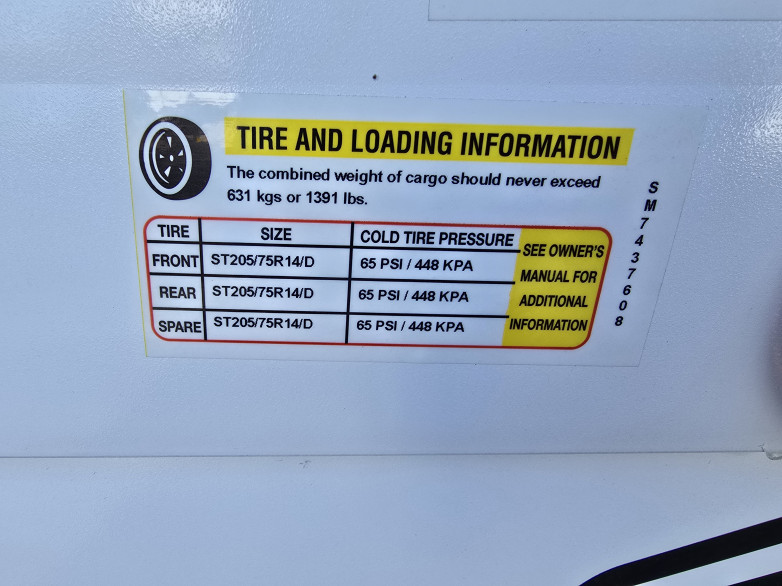 TIRE AND LOADING INFORMATION
The combined weight of cargo should never exceed
631 kgs or 1391 lbs.
TIRE SIZE COLD TIRE PRESSURE
FRONT ST205/75R14/D 65 PSI / 448 KPA
REAR ST205/75R14/D 65 PSI / 448 KPA
SPARE ST205/75R14/D 65 PSI / 448 KPA
SEE OWNER'S
MANUAL FOR
ADDITIONAL
INFORMATION
SM7437608